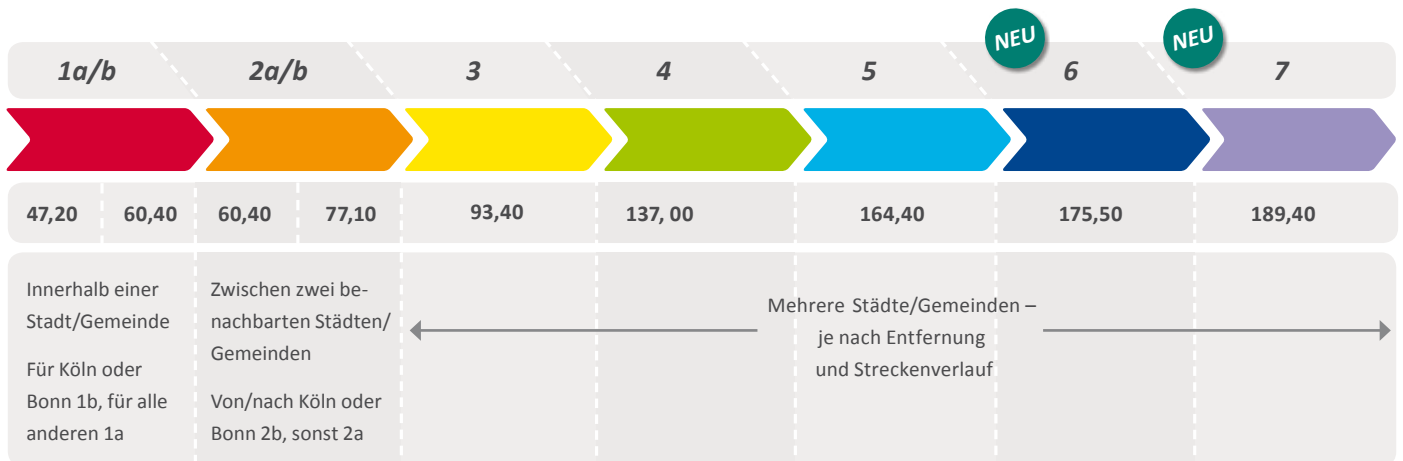 NEU
NEU
1a/b 2a/b 3 4 5 6 7
47,20 60,40 60,40 77,10 93,40 137, 00 164,40 175,50 189,40
Innerhalb einer
Stadt/Gemeinde
Für Köln oder
Bonn 1b, für alle
anderen 1a
Zwischen zwei be-
nachbarten Städten/
Gemeinden
Von/nach Köln oder
Bonn 2b, sonst 2a
Mehrere Städte/Gemeinden –
je nach Entfernung
und Streckenverlauf